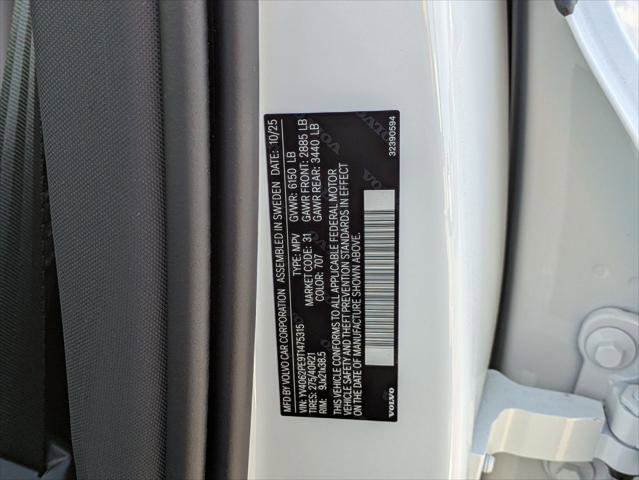 MFD BY VOLVO CAR CORPORATION ASSEMBLED IN SWEDEN DATE: 10/25
VIN: YV4062PE9T1475315 TYPE: MPV GVWR: 6150 LB
TIRES: 275/40R21 MARKET CODE: 31 GAWR FRONT: 2885 LB
RIM: 9Jx21x38.5 COLOR: 707 GAWR REAR: 3440 LB
THIS VEHICLE CONFORMS TO ALL APPLICABLE FEDERAL MOTOR
VEHICLE SAFETY AND THEFT PREVENTION STANDARDS IN EFFECT
ON THE DATE OF MANUFACTURE SHOWN ABOVE.
VOLVO
32390594